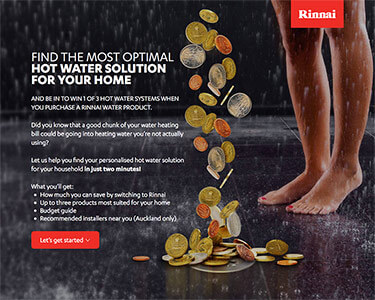 Rinnai
FIND THE MOST OPTIMAL
HOT WATER SOLUTION
FOR YOUR HOME
AND BE IN TO WIN 1 OF 3 HOT WATER SYSTEMS WHEN
YOU PURCHASE A RINNAI WATER PRODUCT.
Did you know that a good chunk of your water heating
bill could be going into heating water you're not actually
using?
Let us help you find your personalised hot water solution
for your household in just two minutes!
What you'll get:
• How much you can save by switching to Rinnai
• Up to three products most suited for your home
• Budget guide
• Recommended installers near you (Auckland only)
Let's get started